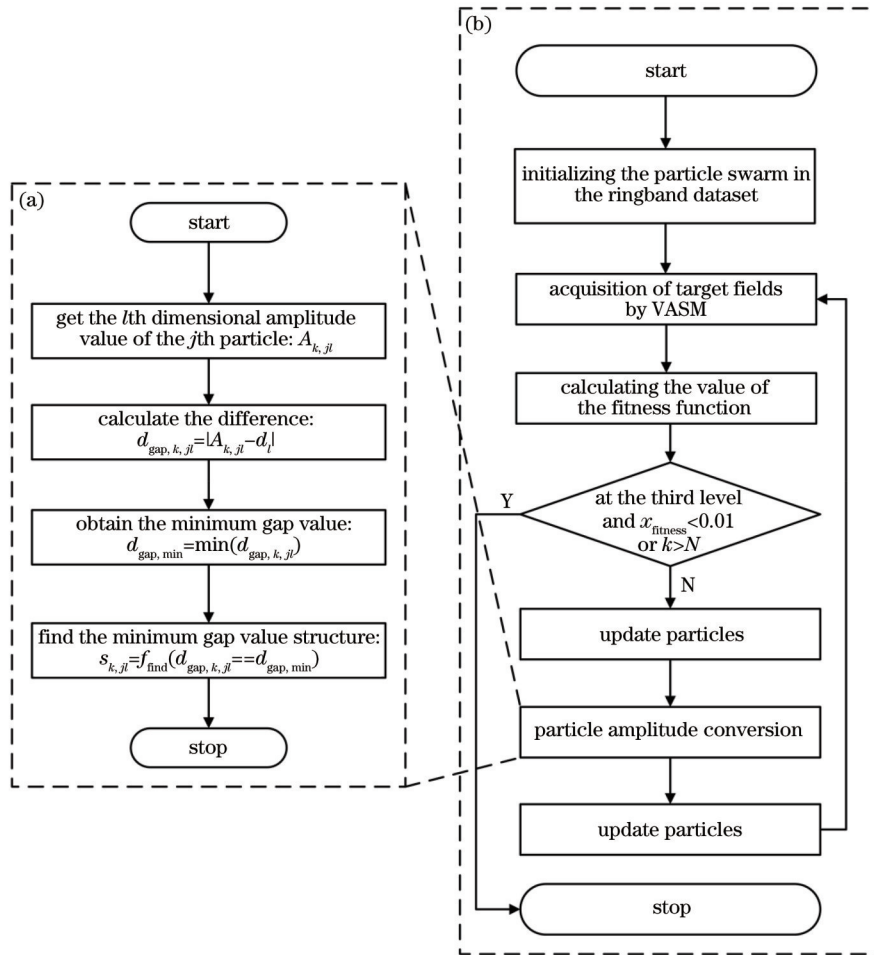 (a)
start
get the lth dimensional amplitude
value of the jth particle: A_{k, jl}
calculate the difference:
d_{gap, k, jl}=|A_{k, jl}−d_l|
obtain the minimum gap value:
d_{gap, min}=min(d_{gap, k, jl})
find the minimum gap value structure:
s_{k, jl}=f_{find}(d_{gap, k, jl}==d_{gap, min})
stop
(b)
start
initializing the particle swarm in
the ringband dataset
acquisition of target fields
by VASM
calculating the value of
the fitness function
Y
at the third level
and x_{fitness}<0.01
or k>N
N
update particles
particle amplitude conversion
update particles
stop